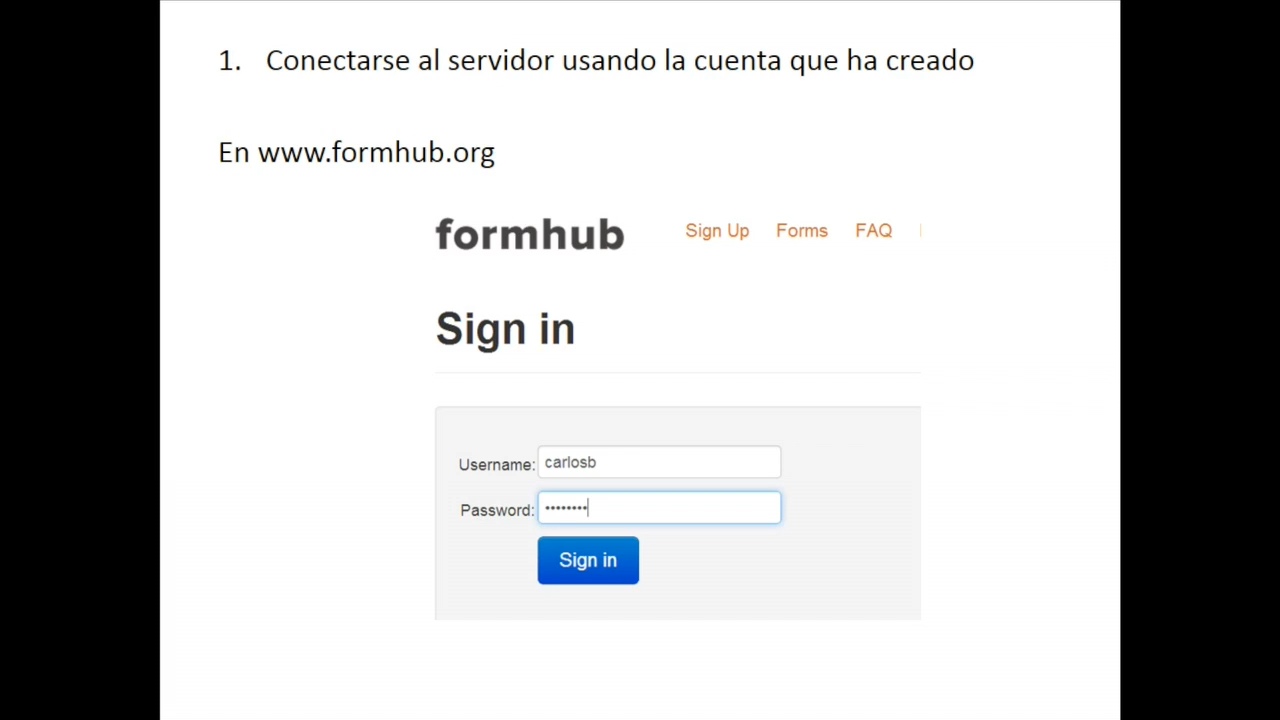 1. Conectarse al servidor usando la cuenta que ha creado
En www.formhub.org
formhub Sign Up Forms FAQ
Sign in
Username: carlosb
Password: ••••••••
Sign in